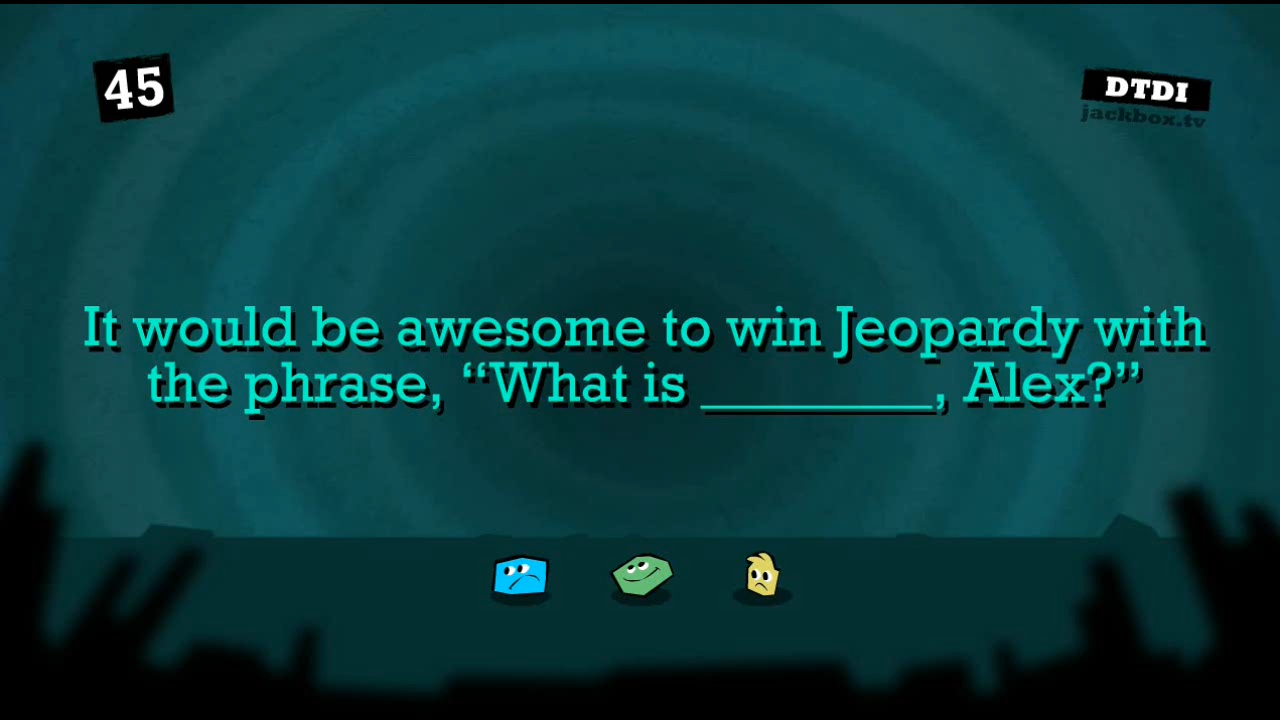 45
DTDI
jackbox.tv
It would be awesome to win Jeopardy with
the phrase, “What is ________, Alex?”